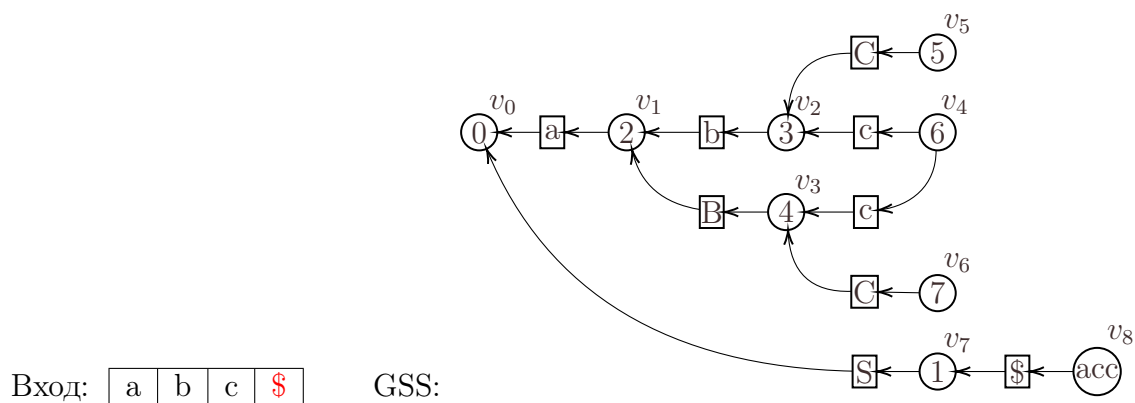 v₅
C 5
v₀ v₁ v₂ v₄
0 a 2 b 3 c 6
v₃
B 4 c
v₆
C 7
v₇ v₈
Вход: a b c $ GSS: S 1 $ acc